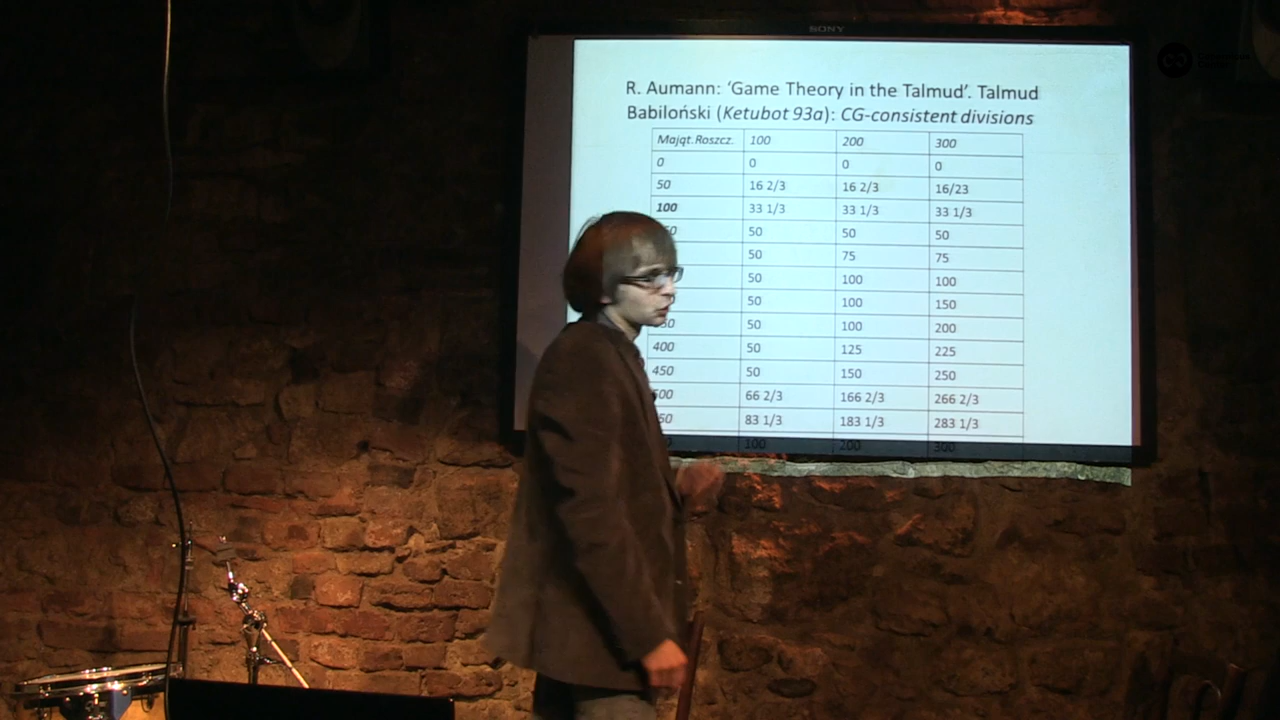 SONY
R. Aumann: ‘Game Theory in the Talmud’. Talmud
Babiloński (Ketubot 93a): CG-consistent divisions
Mająt.Roszcz. 100 200 300
0 0 0 0
50 16 2/3 16 2/3 16/23
100 33 1/3 33 1/3 33 1/3
50 50 50
50 75 75
50 100 100
50 100 150
50 100 200
400 50 125 225
450 50 150 250
66 2/3 166 2/3 266 2/3
83 1/3 183 1/3 283 1/3
100 200 300